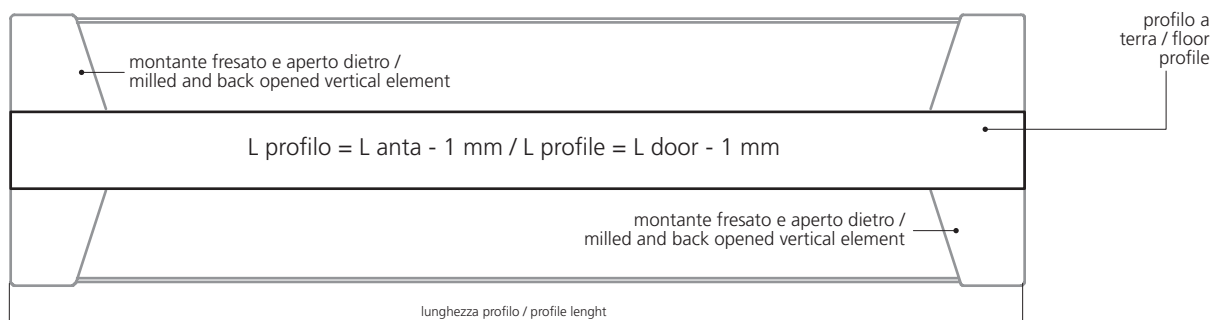 profilo a
terra / floor
profile
montante fresato e aperto dietro /
milled and back opened vertical element
L profilo = L anta - 1 mm / L profile = L door - 1 mm
montante fresato e aperto dietro /
milled and back opened vertical element
lunghezza profilo / profile lenght